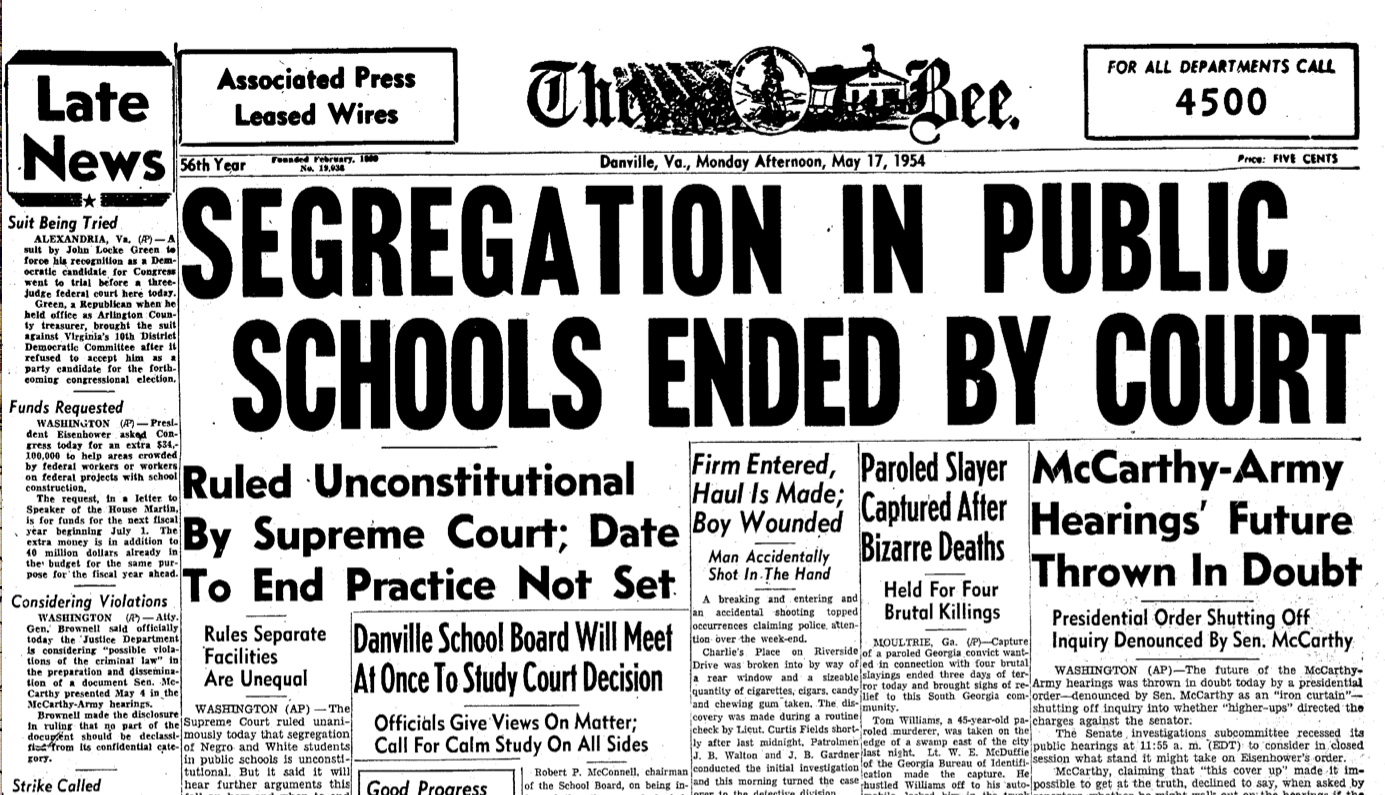 Late
News
Associated Press
Leased Wires
The Bee.
FOR ALL DEPARTMENTS CALL
4500
56th Year
Founded February,
No. 19,938
Danville, Va., Monday Afternoon, May 17, 1954
Price: FIVE CENTS
SEGREGATION IN PUBLIC
SCHOOLS ENDED BY COURT
Suit Being Tried
ALEXANDRIA, Va. (AP)—A
suit by John Locke Green to
force his recognition as a Dem-
ocratic candidate for Congress
went to trial before a three-
judge federal court here today.
Green, a Republican when he
held office as Arlington Coun-
ty treasurer, brought the suit
against Virginia's 10th District
Democratic Committee after it
refused to accept him as a
party candidate for the forth-
coming congressional election.
Funds Requested
WASHINGTON (AP)—Presi-
dent Eisenhower asked Con-
gress today for an extra $34,-
100,000 to help areas crowded
by federal workers or workers
on federal projects with school
construction.
The request, in a letter to
Speaker of the House Martin,
is for funds for the next fiscal
year beginning July 1. The
extra money is in addition to
40 million dollars already in
the budget for the same pur-
pose for the fiscal year ahead.
Considering Violations
WASHINGTON (AP)—Atty.
Gen. Brownell said officially
today the Justice Department
is considering "possible viola-
tions of the criminal law" in
the preparation and dissemina-
tion of a document Sen. Mc-
Carthy presented May 4 in the
McCarthy-Army hearings.
Brownell made the disclosure
in ruling that no part of the
document should be declassi-
fied from its confidential cate-
gory.
Strike Called
Ruled Unconstitutional
By Supreme Court; Date
To End Practice Not Set
Rules Separate
Facilities
Are Unequal
WASHINGTON (AP) —The
Supreme Court ruled unani-
mously today that segregation
of Negro and White students
in public schools is unconsti-
tutional. But it said it will
hear further arguments this
Danville School Board Will Meet
At Once To Study Court Decision
Officials Give Views On Matter;
Call For Calm Study On All Sides
Good Progress
Robert P. McConnell, chairman
of the School Board, on being in-
Firm Entered,
Haul Is Made;
Boy Wounded
Man Accidentally
Shot In The Hand
A breaking and entering and
an accidental shooting topped
occurrences claiming police atten-
tion over the week-end.
Charlie's Place on Riverside
Drive was broken into by way of
a rear window and a sizeable
quantity of cigarettes, cigars, candy
and chewing gum taken. The dis-
covery was made during a routine
check by Lieut. Curtis Fields short-
ly after last midnight. Patrolmen
J. B. Walton and J. B. Gardner
conducted the initial investigation
and this morning turned the case
over to the detective division.
Paroled Slayer
Captured After
Bizarre Deaths
Held For Four
Brutal Killings
MOULTRIE, Ga. (AP)—Capture
of a paroled Georgia convict want-
ed in connection with four brutal
slayings ended three days of ter-
ror today and brought sighs of re-
lief to this South Georgia com-
munity.
Tom Williams, a 45-year-old pa-
roled murderer, was taken on the
edge of a swamp east of the city
last night. Lt. W. E. McDuffie
of the Georgia Bureau of Identifi-
cation made the capture. He
hustled Williams off to his auto-
McCarthy-Army
Hearings' Future
Thrown In Doubt
Presidential Order Shutting Off
Inquiry Denounced By Sen. McCarthy
WASHINGTON (AP)—The future of the McCarthy-
Army hearings was thrown in doubt today by a presidential
order—denounced by Sen. McCarthy as an "iron curtain"—
shutting off inquiry into whether "higher-ups" directed the
charges against the senator.
The Senate investigations subcommittee recessed its
public hearings at 11:55 a. m. (EDT) to consider in closed
session what stand it might take on Eisenhower's order.
McCarthy, claiming that "this cover up" made it im-
possible to get at the truth, declined to say, when asked by